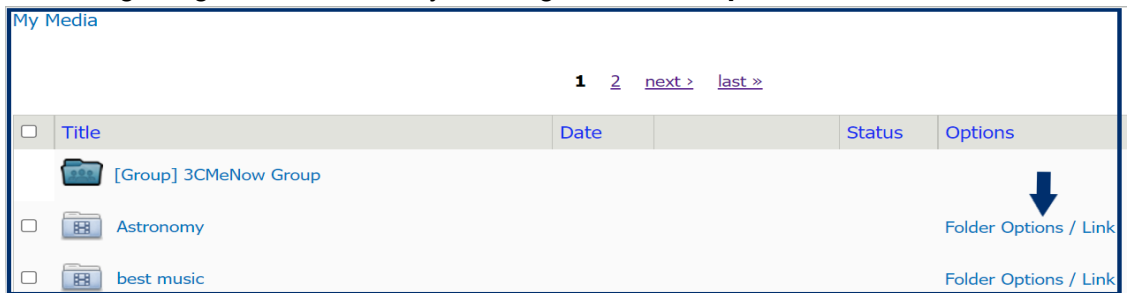 My Media
1 2 next › last »
Title Date Status Options
[Group] 3CMeNow Group
Astronomy Folder Options / Link
best music Folder Options / Link